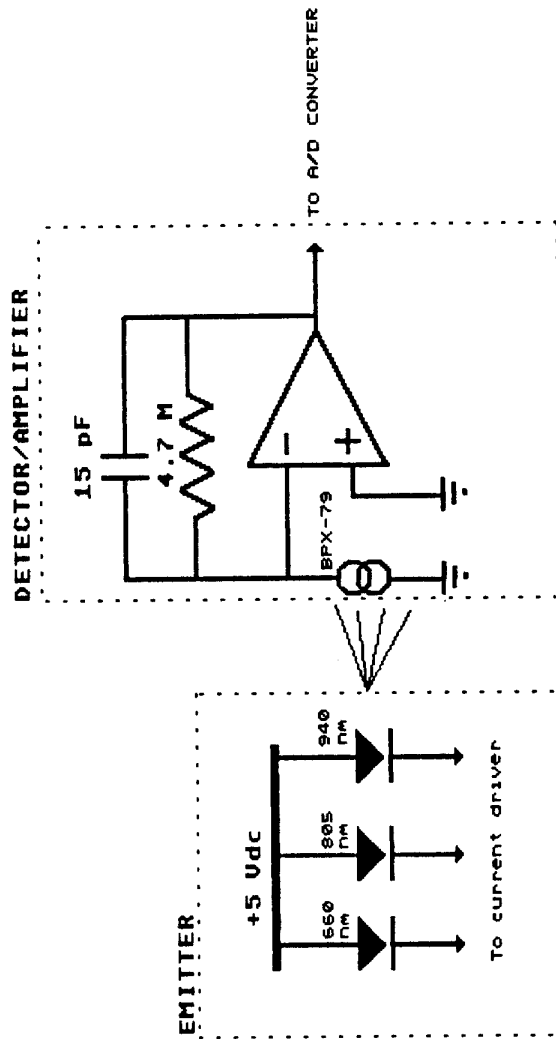 EMITTER
+5 Vdc
660
nm
805
nm
940
nm
To current driver
DETECTOR/AMPLIFIER
15 pF
4.7 M
BPX-79
TO A/D CONVERTER